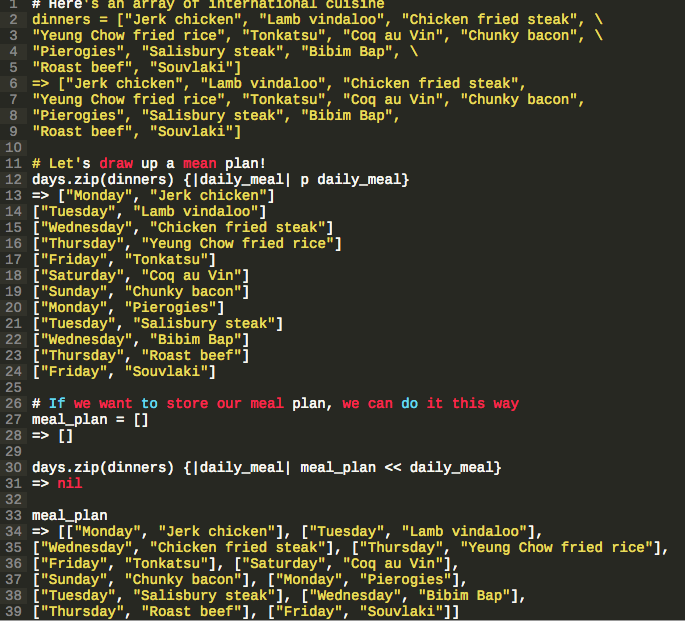 1 # Here's an array of international cuisine
2 dinners = ["Jerk chicken", "Lamb vindaloo", "Chicken fried steak", \
3 "Yeung Chow fried rice", "Tonkatsu", "Coq au Vin", "Chunky bacon", \
4 "Pierogies", "Salisbury steak", "Bibim Bap", \
5 "Roast beef", "Souvlaki"]
6 => ["Jerk chicken", "Lamb vindaloo", "Chicken fried steak",
7 "Yeung Chow fried rice", "Tonkatsu", "Coq au Vin", "Chunky bacon",
8 "Pierogies", "Salisbury steak", "Bibim Bap",
9 "Roast beef", "Souvlaki"]
10
11 # Let's draw up a mean plan!
12 days.zip(dinners) {|daily_meal| p daily_meal}
13 => ["Monday", "Jerk chicken"]
14 ["Tuesday", "Lamb vindaloo"]
15 ["Wednesday", "Chicken fried steak"]
16 ["Thursday", "Yeung Chow fried rice"]
17 ["Friday", "Tonkatsu"]
18 ["Saturday", "Coq au Vin"]
19 ["Sunday", "Chunky bacon"]
20 ["Monday", "Pierogies"]
21 ["Tuesday", "Salisbury steak"]
22 ["Wednesday", "Bibim Bap"]
23 ["Thursday", "Roast beef"]
24 ["Friday", "Souvlaki"]
25
26 # If we want to store our meal plan, we can do it this way
27 meal_plan = []
28 => []
29
30 days.zip(dinners) {|daily_meal| meal_plan << daily_meal}
31 => nil
32
33 meal_plan
34 => [["Monday", "Jerk chicken"], ["Tuesday", "Lamb vindaloo"],
35 ["Wednesday", "Chicken fried steak"], ["Thursday", "Yeung Chow fried rice"],
36 ["Friday", "Tonkatsu"], ["Saturday", "Coq au Vin"],
37 ["Sunday", "Chunky bacon"], ["Monday", "Pierogies"],
38 ["Tuesday", "Salisbury steak"], ["Wednesday", "Bibim Bap"],
39 ["Thursday", "Roast beef"], ["Friday", "Souvlaki"]]